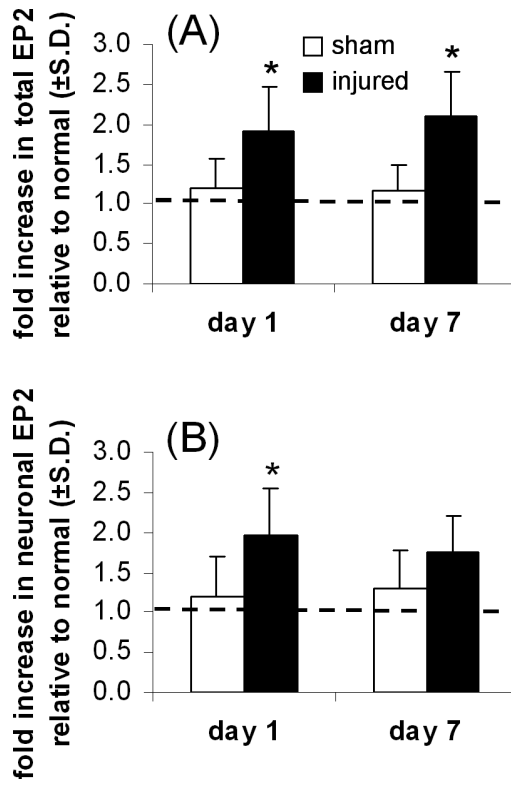 (A)
fold increase in total EP2
relative to normal (±S.D.)
3.0
2.5
2.0
1.5
1.0
0.5
0.0
sham
injured
*
*
day 1
day 7
(B)
fold increase in neuronal EP2
relative to normal (±S.D.)
3.0
2.5
2.0
1.5
1.0
0.5
0.0
*
day 1
day 7